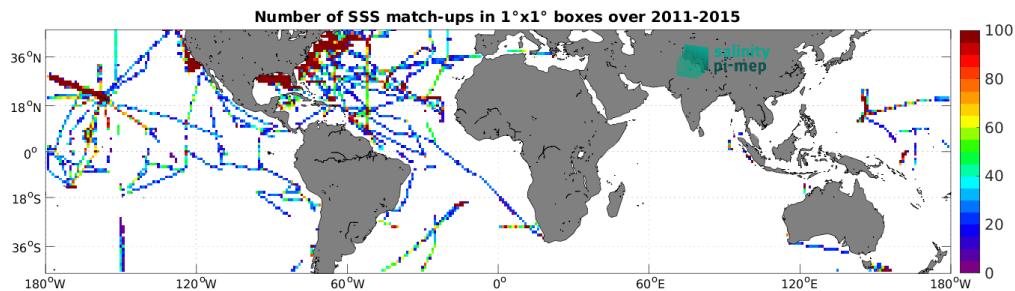 Number of SSS match-ups in 1°x1° boxes over 2011-2015
salinity
pi-mep
36°N
18°N
0°
18°S
36°S
180°W
120°W
60°W
0°
60°E
120°E
180°W
100
80
60
40
20
0